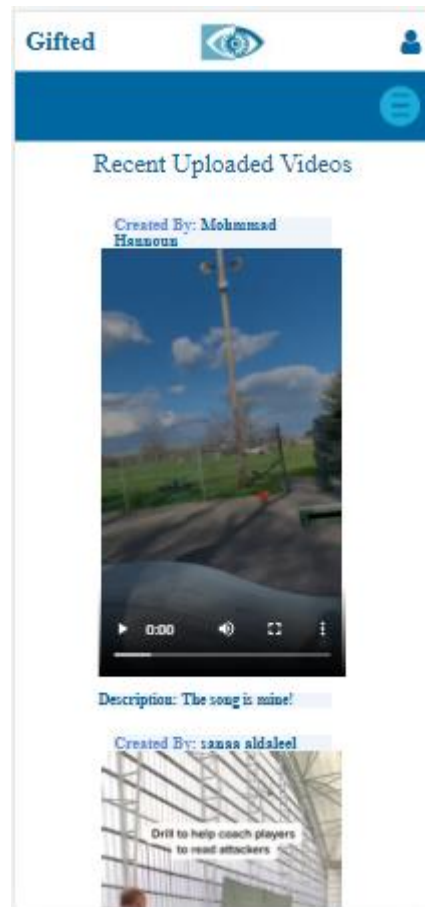 Gifted
Recent Uploaded Videos
Created By: Mohmmad
Hannoun
0:00
Description: The song is mine!
Created By: sanaa aldaleel
Drill to help coach players
to read attackers